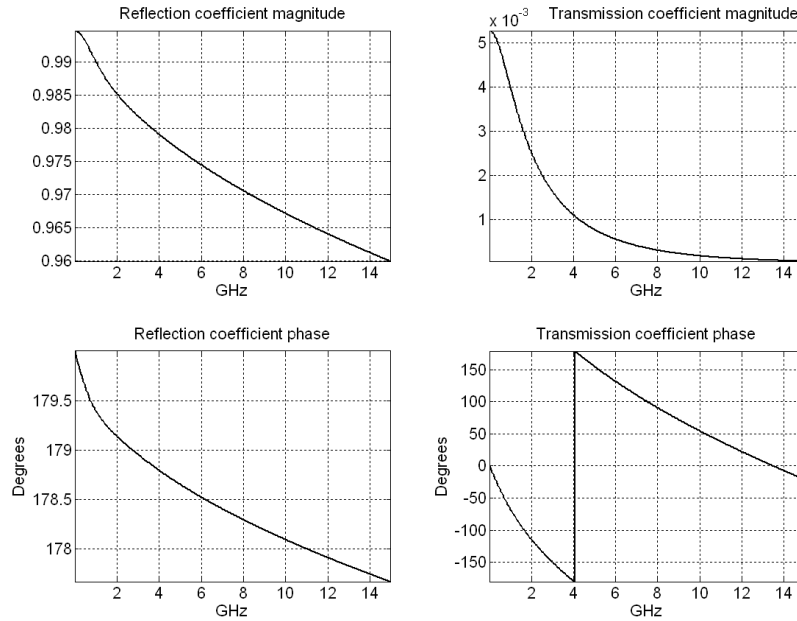 Reflection coefficient magnitude
0.99
0.985
0.98
0.975
0.97
0.965
0.96
2 4 6 8 10 12 14
GHz
Transmission coefficient magnitude
x 10^-3
5
4
3
2
1
2 4 6 8 10 12 14
GHz
Reflection coefficient phase
Degrees
179.5
179
178.5
178
2 4 6 8 10 12 14
GHz
Transmission coefficient phase
Degrees
150
100
50
0
-50
-100
-150
2 4 6 8 10 12 14
GHz